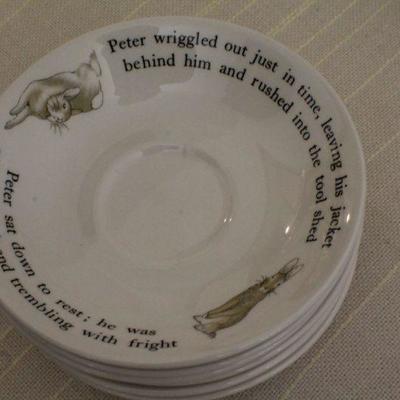 Peter wriggled out just in time, leaving his jacket
behind him and rushed into the tool shed
Peter sat down to rest; he was
and trembling with fright